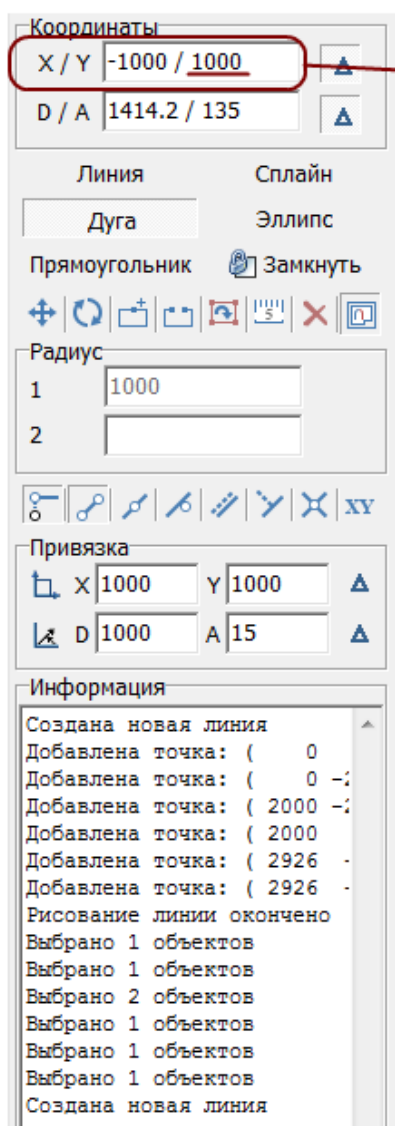 Координаты
X / Y -1000 / 1000
D / A 1414.2 / 135
Линия Сплайн
Дуга Эллипс
Прямоугольник Замкнуть
5
Радиус
1 1000
2
XY
Привязка
X 1000 Y 1000
D 1000 A 15
Информация
Создана новая линия
Добавлена точка: ( 0
Добавлена точка: ( 0 -2
Добавлена точка: ( 2000 -2
Добавлена точка: ( 2000
Добавлена точка: ( 2926 -
Добавлена точка: ( 2926 -
Рисование линии окончено
Выбрано 1 объектов
Выбрано 1 объектов
Выбрано 2 объектов
Выбрано 1 объектов
Выбрано 1 объектов
Выбрано 1 объектов
Создана новая линия